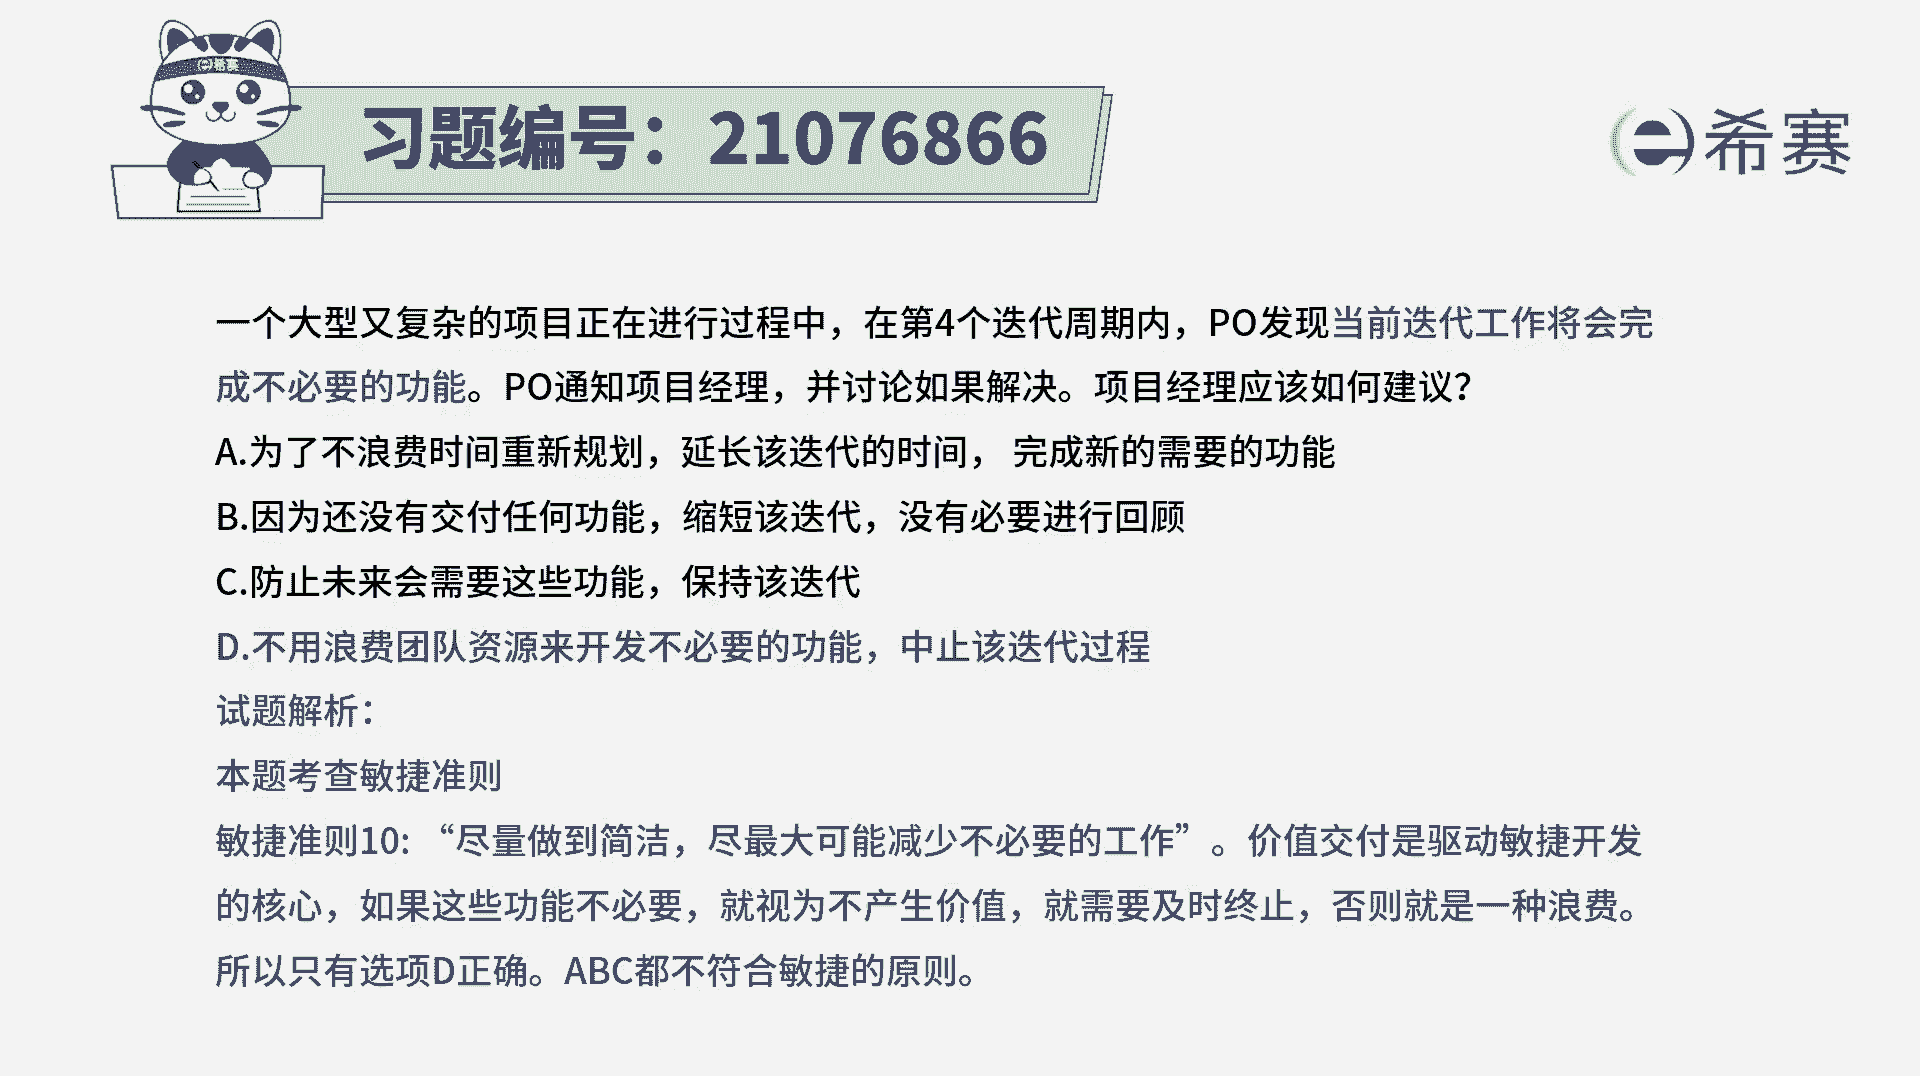 希赛
习题编号：21076866
希赛
一个大型又复杂的项目正在进行过程中，在第4个迭代周期内，PO发现当前迭代工作将会完
成不必要的功能。PO通知项目经理，并讨论如果解决。项目经理应该如何建议？
A.为了不浪费时间重新规划，延长该迭代的时间， 完成新的需要的功能
B.因为还没有交付任何功能，缩短该迭代，没有必要进行回顾
C.防止未来会需要这些功能，保持该迭代
D.不用浪费团队资源来开发不必要的功能，中止该迭代过程
试题解析：
本题考查敏捷准则
敏捷准则10: “尽量做到简洁，尽最大可能减少不必要的工作”。价值交付是驱动敏捷开发
的核心，如果这些功能不必要，就视为不产生价值，就需要及时终止，否则就是一种浪费。
所以只有选项D正确。ABC都不符合敏捷的原则。